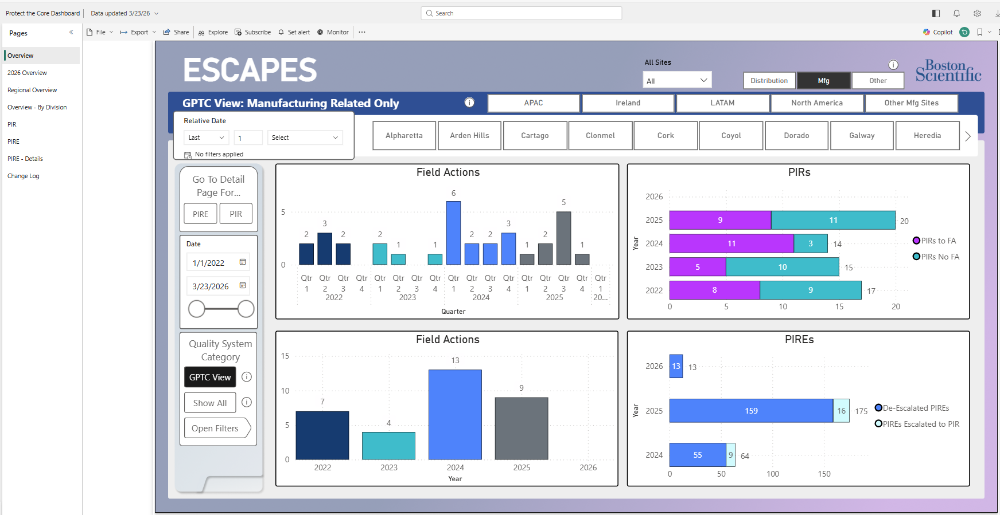 Protect the Core Dashboard
Data updated 3/23/26
Search
Pages
File
Export
Share
Explore
Subscribe
Set alert
Monitor
Copilot
Overview
2026 Overview
Regional Overview
Overview - By Division
PIR
PIRE
PIRE - Details
Change Log
ESCAPES
All Sites
All
Distribution
Mfg
Other
Boston
Scientific
GPTC View: Manufacturing Related Only
APAC
Ireland
LATAM
North America
Other Mfg Sites
Relative Date
Last
1
Select
No filters applied
Alpharetta
Arden Hills
Cartago
Clonmel
Cork
Coyol
Dorado
Galway
Heredia
Go To Detail
Page For...
PIRE
PIR
Date
1/1/2022
3/23/2026
Quality System
Category
GPTC View
Show All
Open Filters
Field Actions
5
0
2 3 2 2 1 1 6 2 2 3 1 2 5 1
Qtr Qtr Qtr Qtr Qtr Qtr Qtr Qtr Qtr Qtr Qtr Qtr Qtr Qtr Qtr Qtr Qtr
1 2 3 4 1 2 3 4 1 2 3 4 1 2 3 4 1
2022 2023 2024 2025 20...
Quarter
PIRs
Year
2026
2025 9 11 20
2024 11 3 14
2023 5 10 15
2022 8 9 17
0 5 10 15 20
PIRs to FA
PIRs No FA
Field Actions
15
10
5
0
7 4 13 9
2022 2023 2024 2025 2026
Year
PIREs
Year
2026 13 13
2025 159 16 175
2024 55 9 64
0 50 100 150
De-Escalated PIREs
PIREs Escalated to PIR